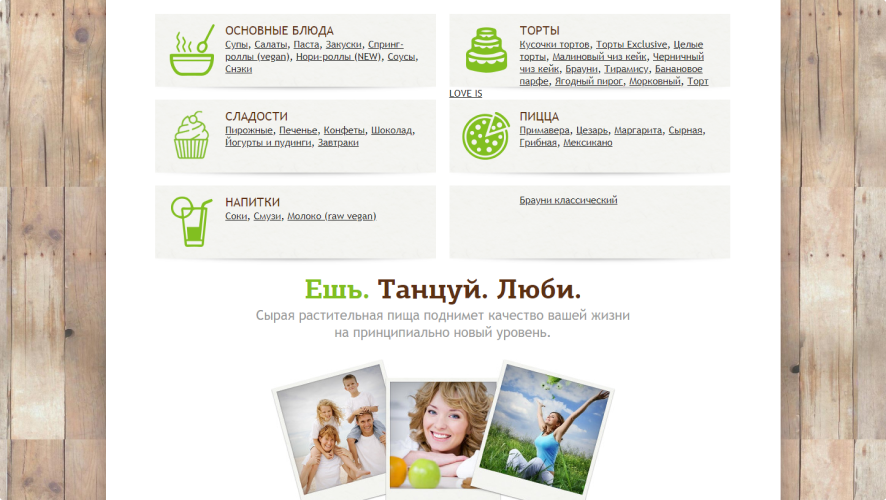 ОСНОВНЫЕ БЛЮДА
Супы, Салаты, Паста, Закуски, Спринг-
роллы (vegan), Нори-роллы (NEW), Соусы,
Снэки
ТОРТЫ
Кусочки тортов, Торты Exclusive, Целые
торты, Малиновый чиз кейк, Черничный
чиз кейк, Брауни, Тирамису, Банановое
парфе, Ягодный пирог, Морковный, Торт
LOVE IS
СЛАДОСТИ
Пирожные, Печенье, Конфеты, Шоколад,
Йогурты и пудинги, Завтраки
ПИЦЦА
Примавера, Цезарь, Маргарита, Сырная,
Грибная, Мексикано
НАПИТКИ
Соки, Смузи, Молоко (raw vegan)
Брауни классический
Ешь. Танцуй. Люби.
Сырая растительная пища поднимет качество вашей жизни
на принципиально новый уровень.